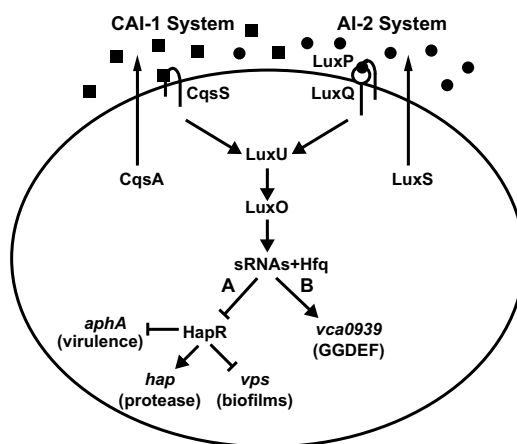 CAI-1 System
AI-2 System
LuxP
CqsS
LuxQ
CqsA
LuxU
LuxS
LuxO
sRNAs+Hfq
A
B
aphA
(virulence)
HapR
vca0939
(GGDEF)
hap
(protease)
vps
(biofilms)